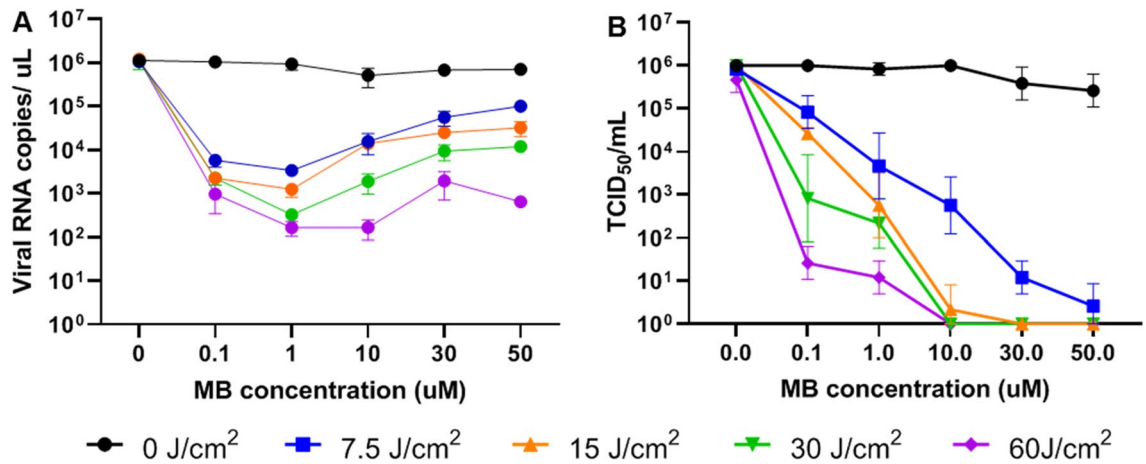 A
Viral RNA copies/ uL
10⁷
10⁶
10⁵
10⁴
10³
10²
10¹
10⁰
0 0.1 1 10 30 50
MB concentration (uM)
B
TCID₅₀/mL
10⁷
10⁶
10⁵
10⁴
10³
10²
10¹
10⁰
0.0 0.1 1.0 10.0 30.0 50.0
MB concentration (uM)
0 J/cm² 7.5 J/cm² 15 J/cm² 30 J/cm² 60J/cm²